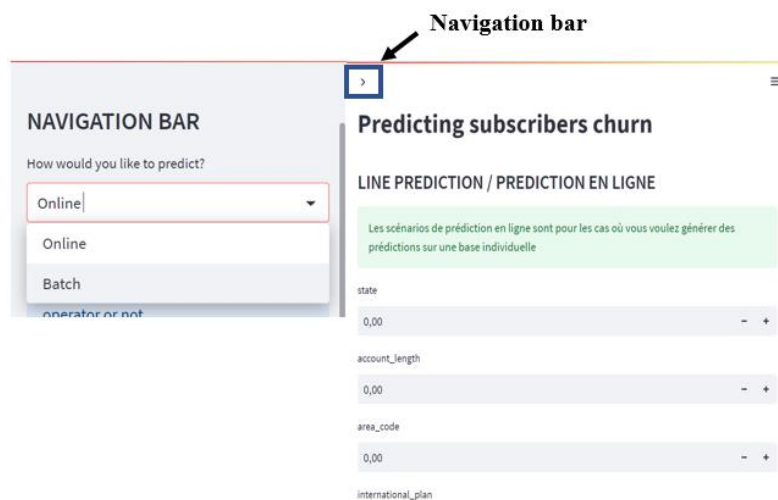 Navigation bar
NAVIGATION BAR
How would you like to predict?
Online
Online
Batch
operator or not
Predicting subscribers churn
LINE PREDICTION / PREDICTION EN LIGNE
Les scénarios de prédiction en ligne sont pour les cas où vous voulez générer des
prédictions sur une base individuelle
state
0,00
account_length
0,00
area_code
0,00
international_plan